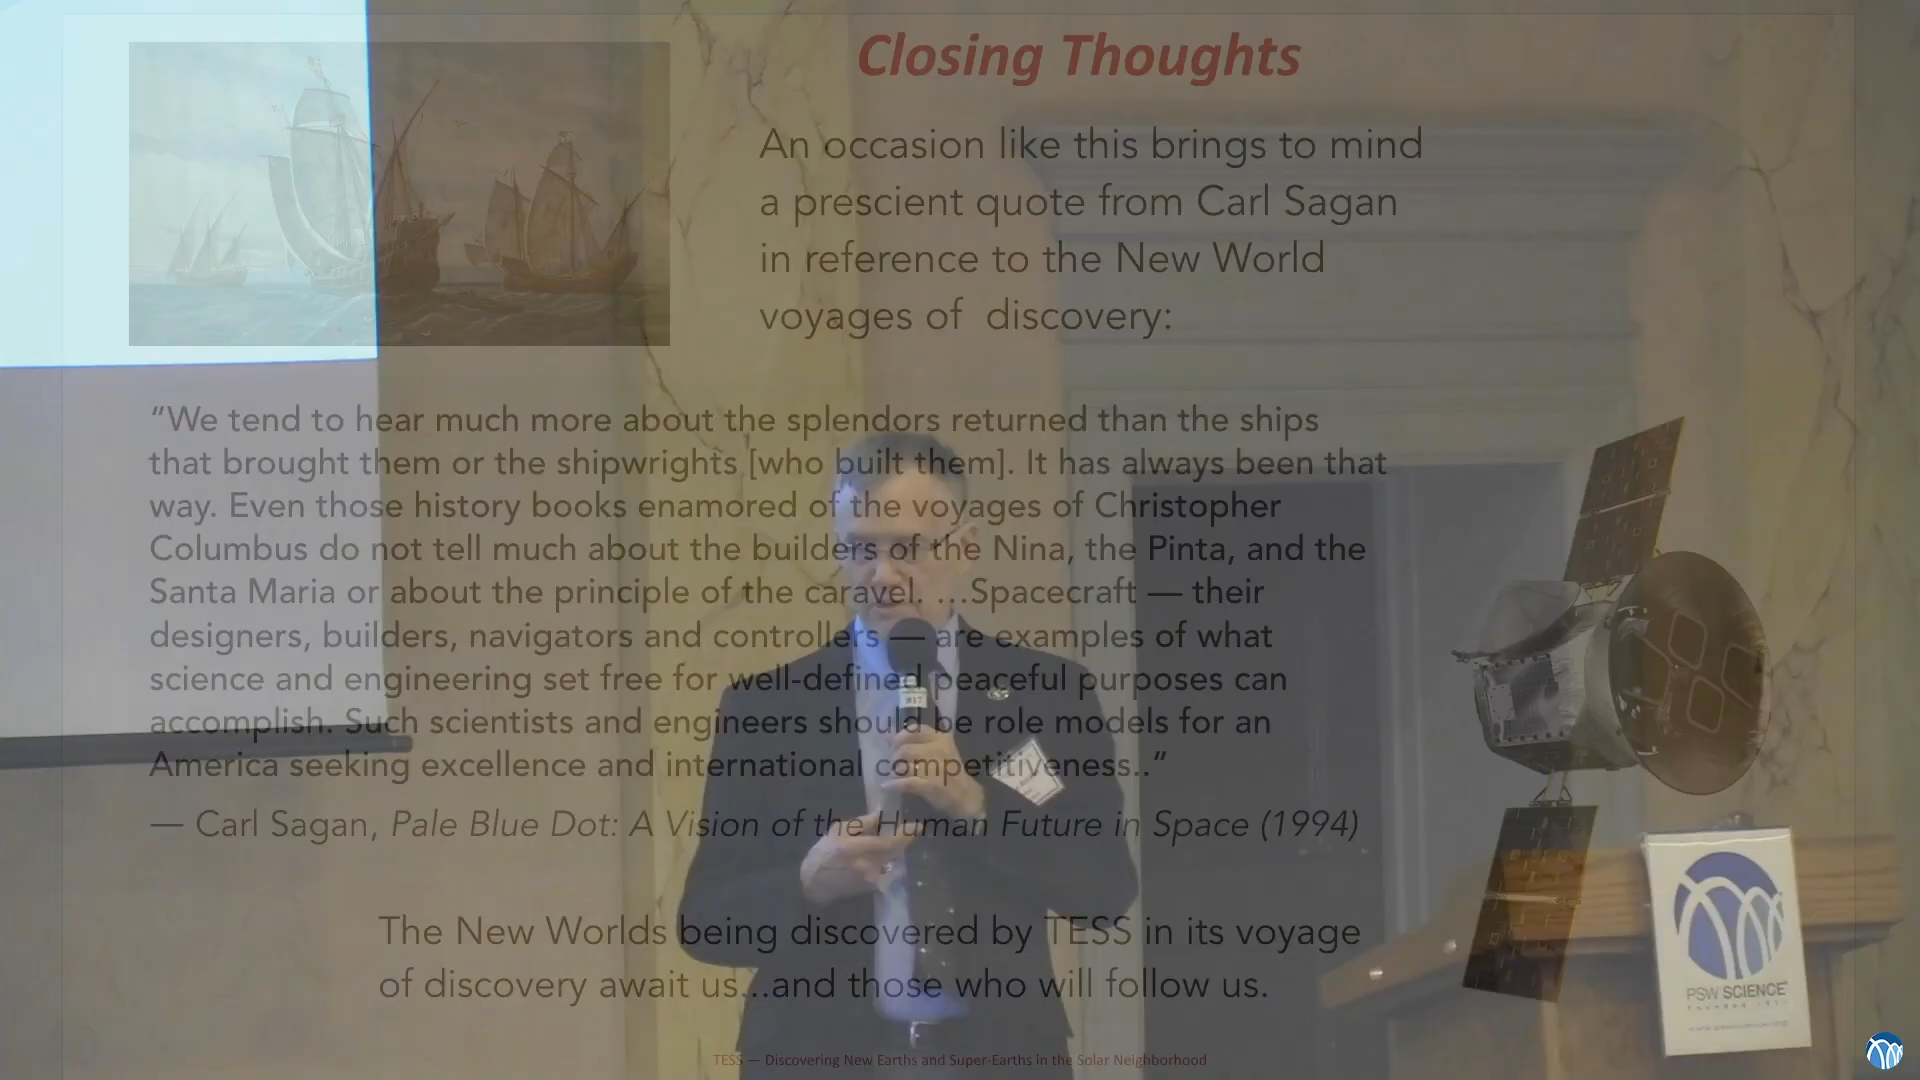 Closing Thoughts
An occasion like this brings to mind
a prescient quote from Carl Sagan
in reference to the New World
voyages of discovery:
“We tend to hear much more about the splendors returned than the ships
that brought them or the shipwrights [who built them]. It has always been that
way. Even those history books enamored of the voyages of Christopher
Columbus do not tell much about the builders of the Nina, the Pinta, and the
Santa Maria or about the principle of the caravel. …Spacecraft — their
designers, builders, navigators and controllers — are examples of what
science and engineering set free for well-defined peaceful purposes can
accomplish. Such scientists and engineers should be role models for an
America seeking excellence and international competitiveness..”
— Carl Sagan, Pale Blue Dot: A Vision of the Human Future in Space (1994)
The New Worlds being discovered by TESS in its voyage
of discovery await us...and those who will follow us.
PSW SCIENCE
TESS — Discovering New Earths and Super-Earths in the Solar Neighborhood